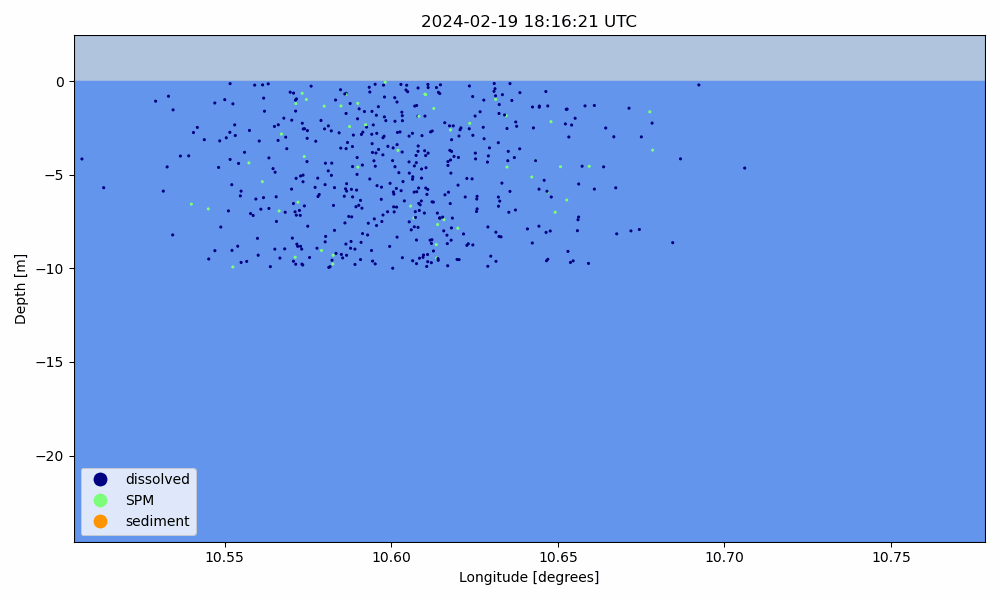 2024-02-19 18:16:21 UTC
0
−5
−10
−15
−20
Depth [m]
dissolved
SPM
sediment
10.55 10.60 10.65 10.70 10.75
Longitude [degrees]